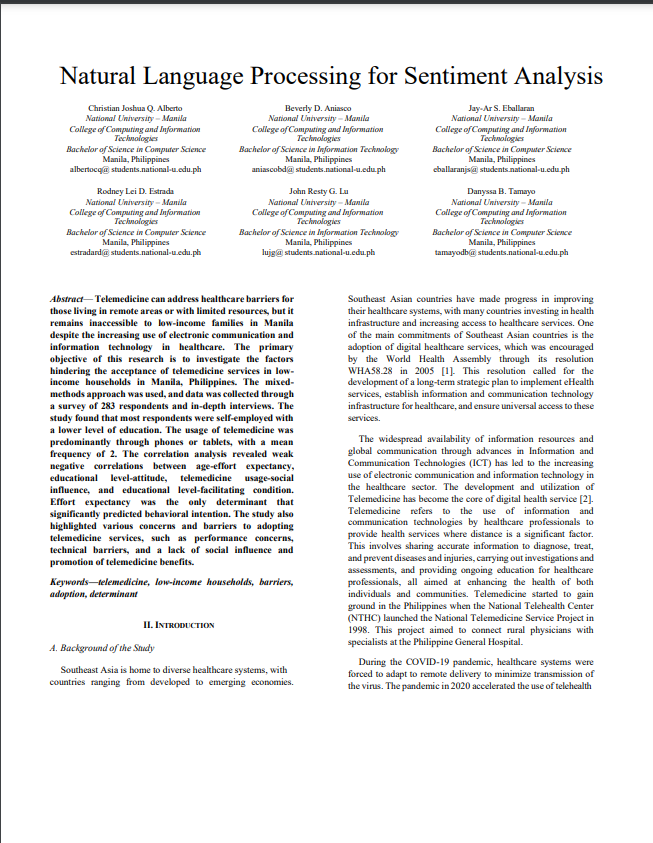 Natural Language Processing for Sentiment Analysis
Christian Joshua Q. Alberto
National University – Manila
College of Computing and Information
Technologies
Bachelor of Science in Computer Science
Manila, Philippines
albertocq@ students.national-u.edu.ph
Beverly D. Aniasco
National University – Manila
College of Computing and Information
Technologies
Bachelor of Science in Information Technology
Manila, Philippines
aniascobd@ students.national-u.edu.ph
Jay-Ar S. Eballaran
National University – Manila
College of Computing and Information
Technologies
Bachelor of Science in Computer Science
Manila, Philippines
eballaranjs@ students.national-u.edu.ph
Rodney Lei D. Estrada
National University – Manila
College of Computing and Information
Technologies
Bachelor of Science in Computer Science
Manila, Philippines
estradard@ students.national-u.edu.ph
John Resty G. Lu
National University – Manila
College of Computing and Information
Technologies
Bachelor of Science in Information Technology
Manila, Philippines
lujg@ students.national-u.edu.ph
Danyssa B. Tamayo
National University – Manila
College of Computing and Information
Technologies
Bachelor of Science in Computer Science
Manila, Philippines
tamayodb@ students.national-u.edu.ph
Abstract— Telemedicine can address healthcare barriers for
those living in remote areas or with limited resources, but it
remains inaccessible to low-income families in Manila
despite the increasing use of electronic communication and
information technology in healthcare. The primary
objective of this research is to investigate the factors
hindering the acceptance of telemedicine services in low-
income households in Manila, Philippines. The mixed-
methods approach was used, and data was collected through
a survey of 283 respondents and in-depth interviews. The
study found that most respondents were self-employed with
a lower level of education. The usage of telemedicine was
predominantly through phones or tablets, with a mean
frequency of 2. The correlation analysis revealed weak
negative correlations between age-effort expectancy,
educational level-attitude, telemedicine usage-social
influence, and educational level-facilitating condition.
Effort expectancy was the only determinant that
significantly predicted behavioral intention. The study also
highlighted various concerns and barriers to adopting
telemedicine services, such as performance concerns,
technical barriers, and a lack of social influence and
promotion of telemedicine benefits.
Keywords—telemedicine, low-income households, barriers,
adoption, determinant
II. INTRODUCTION
A. Background of the Study
Southeast Asia is home to diverse healthcare systems, with
countries ranging from developed to emerging economies.
Southeast Asian countries have made progress in improving
their healthcare systems, with many countries investing in health
infrastructure and increasing access to healthcare services. One
of the main commitments of Southeast Asian countries is the
adoption of digital healthcare services, which was encouraged
by the World Health Assembly through its resolution
WHA58.28 in 2005 [1]. This resolution called for the
development of a long-term strategic plan to implement eHealth
services, establish information and communication technology
infrastructure for healthcare, and ensure universal access to these
services.
The widespread availability of information resources and
global communication through advances in Information and
Communication Technologies (ICT) has led to the increasing
use of electronic communication and information technology in
the healthcare sector. The development and utilization of
Telemedicine has become the core of digital health service [2].
Telemedicine refers to the use of information and
communication technologies by healthcare professionals to
provide health services where distance is a significant factor.
This involves sharing accurate information to diagnose, treat,
and prevent diseases and injuries, carrying out investigations and
assessments, and providing ongoing education for healthcare
professionals, all aimed at enhancing the health of both
individuals and communities. Telemedicine started to gain
ground in the Philippines when the National Telehealth Center
(NTHC) launched the National Telemedicine Service Project in
1998. This project aimed to connect rural physicians with
specialists at the Philippine General Hospital.
During the COVID-19 pandemic, healthcare systems were
forced to adapt to remote delivery to minimize transmission of
the virus. The pandemic in 2020 accelerated the use of telehealth